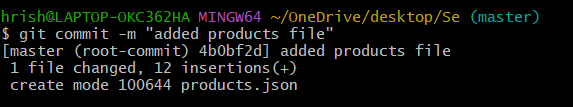 hrish@LAPTOP-OKC362HA MINGW64 ~/OneDrive/desktop/Se (master)
$ git commit -m "added products file"
[master (root-commit) 4b0bf2d] added products file
 1 file changed, 12 insertions(+)
 create mode 100644 products.json